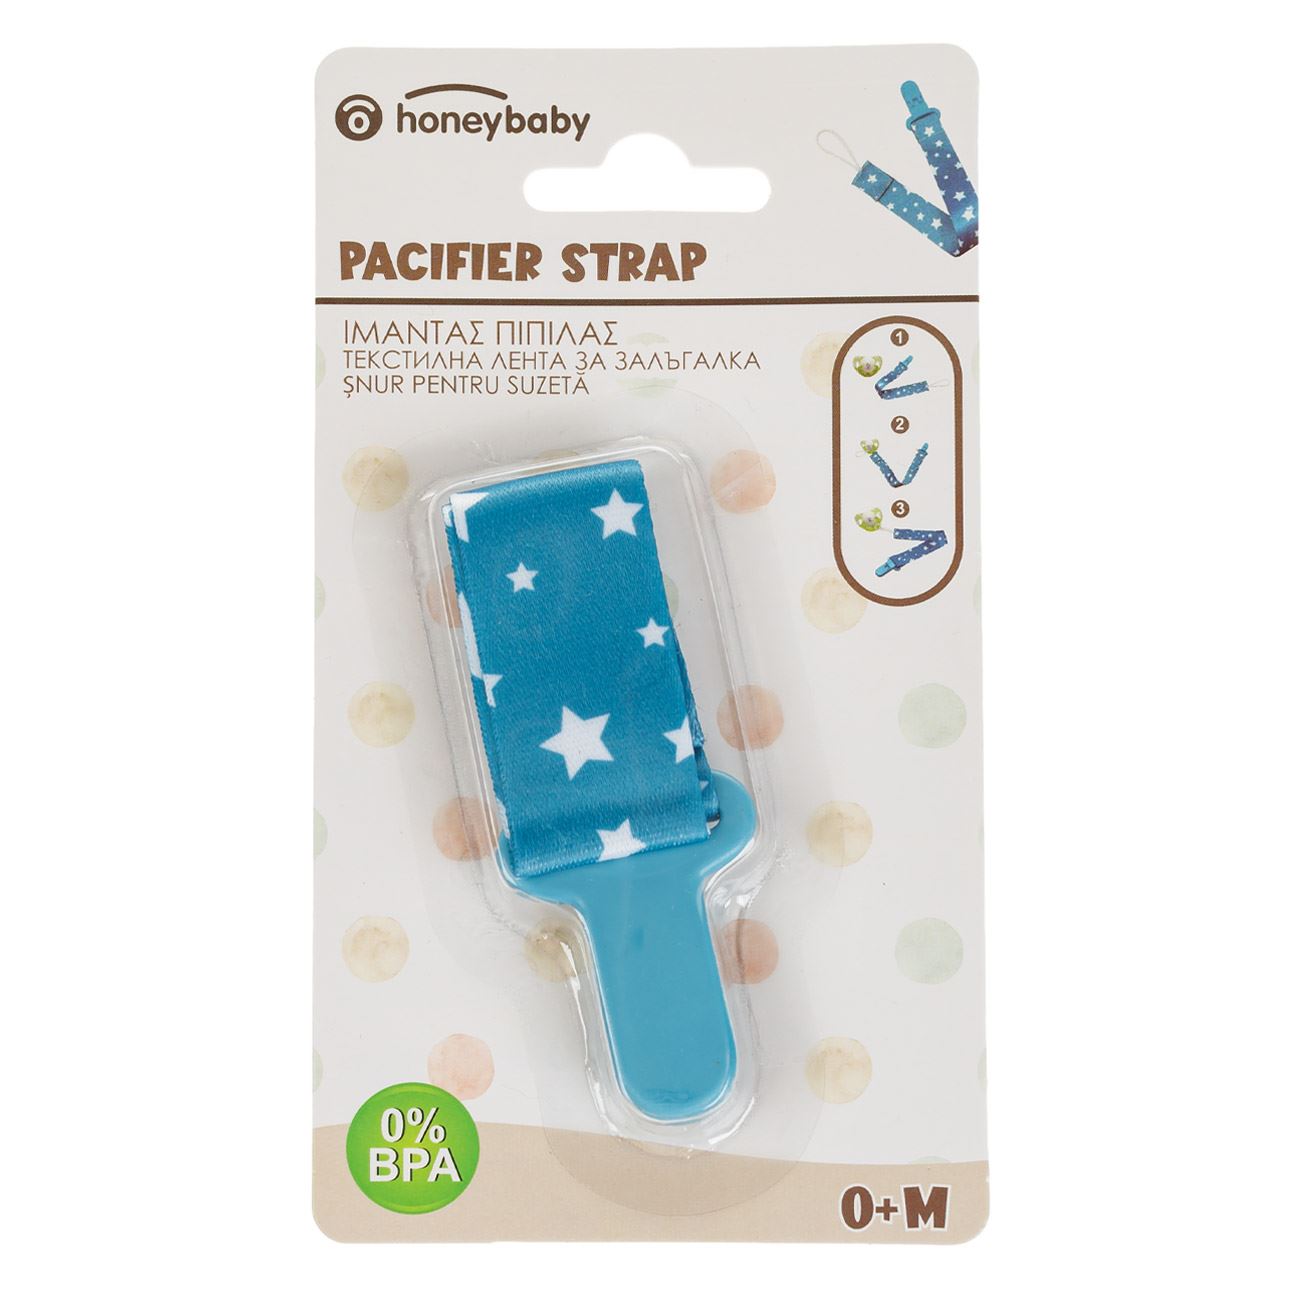 honeybaby
PACIFIER STRAP
ΙΜΑΝΤΑΣ ΠΙΠΙΛΑΣ
ТЕКСТИЛНА ЛЕНТА ЗА ЗАЛЪГАЛКА
ȘNUR PENTRU SUZETĂ
1
2
3
0%
BPA
0+M